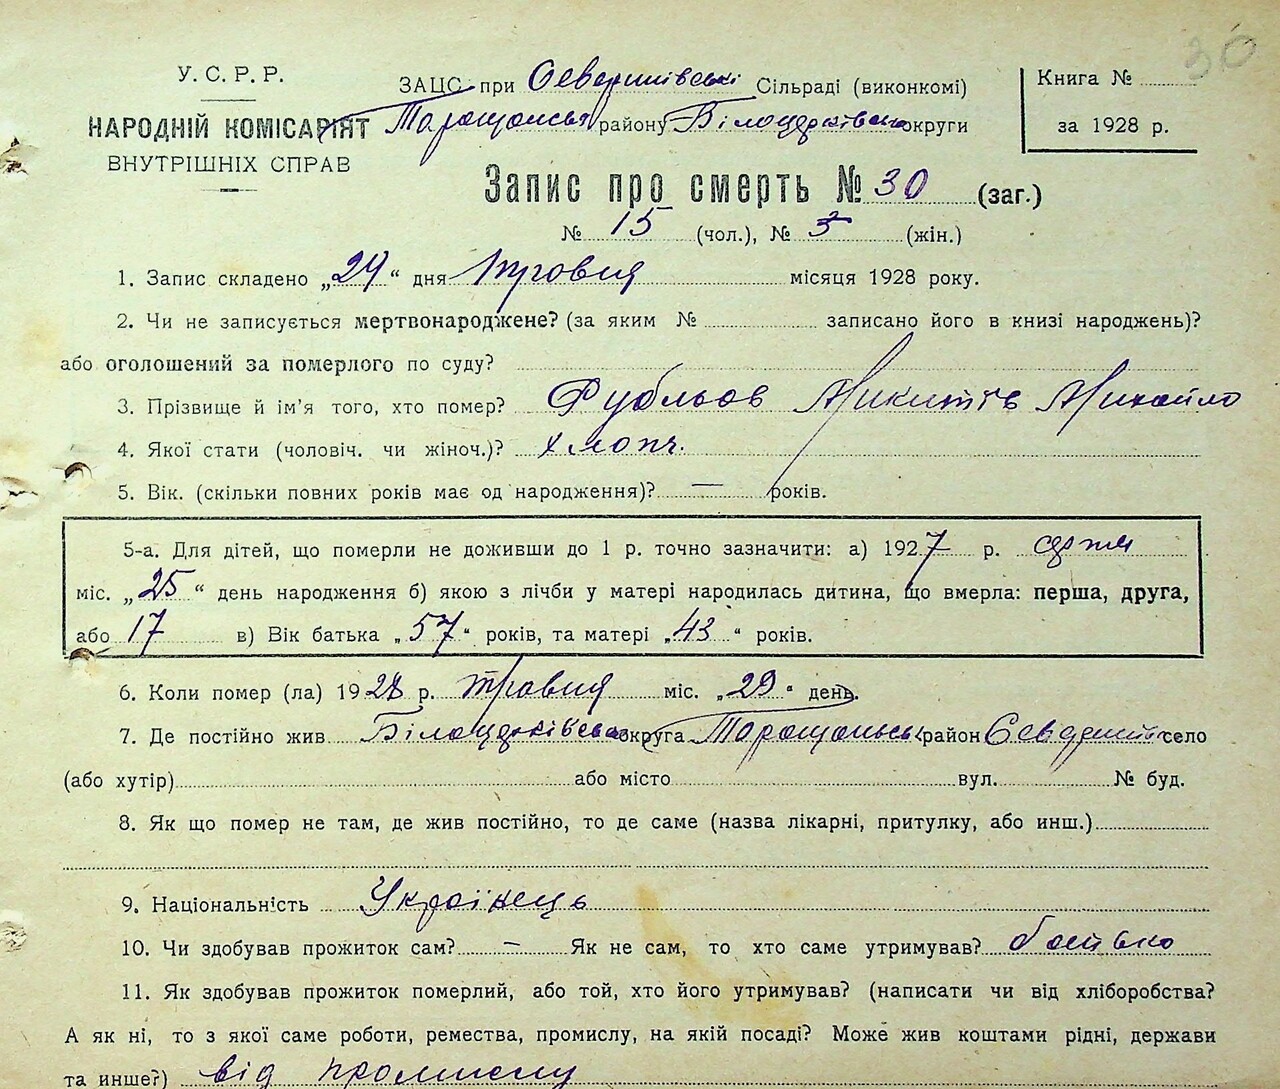 30
У. С. Р. Р.
НАРОДНІЙ КОМІСАРІЯТ
ВНУТРІШНІХ СПРАВ
ЗАЦС при Северинівські Сільраді (виконкомі)
Таращанськ району Білоцерківськ округи
Книга №
за 1928 р.
Запис про смерть № 30 (заг.)
№ 15 (чол.), № (жін.)
1. Запис складено „29“ дня Травня місяця 1928 року.
2. Чи не записується мертвонароджене? (за яким № записано його в книзі народжень)?
або оголошений за померлого по суду?
3. Прізвище й ім'я того, хто помер? Рубльов Микитів Михайло
4. Якої стати (чоловіч. чи жіноч.)? хлопч.
5. Вік. (скільки повних років має од народження)? — років.
5-а. Для дітей, що померли не доживши до 1 р. точно зазначити: а) 1927 р.
міс. „25“ день народження б) якою з лічби у матері народилась дитина, що вмерла: перша, друга,
або 17 в) Вік батька „57“ років, та матері „43“ років.
6. Коли помер (ла) 1928 р. травня міс. „29“ день.
7. Де постійно жив Білоцерківськ округа Таращанськ район село
(або хутір) або місто вул. № буд.
8. Як що помер не там, де жив постійно, то де саме (назва лікарні, притулку, або инш.)
9. Національність Українець
10. Чи здобував прожиток сам? — Як не сам, то хто саме утримував? батько
11. Як здобував прожиток померлий, або той, хто його утримував? (написати чи від хліборобства?
А як ні, то з якої саме роботи, ремества, промислу, на якій посаді? Може жив коштами рідні, держави
та инше?) від промислу